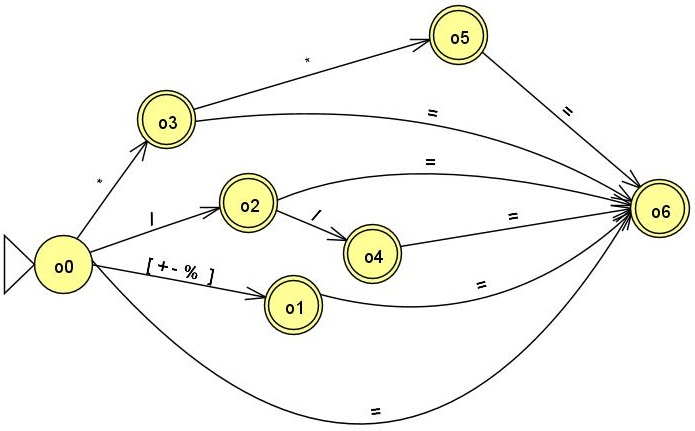 o5
*
=
o3
=
*
=
o2
/
o6
/
=
o4
o0
[ +- % ]
=
o1
=